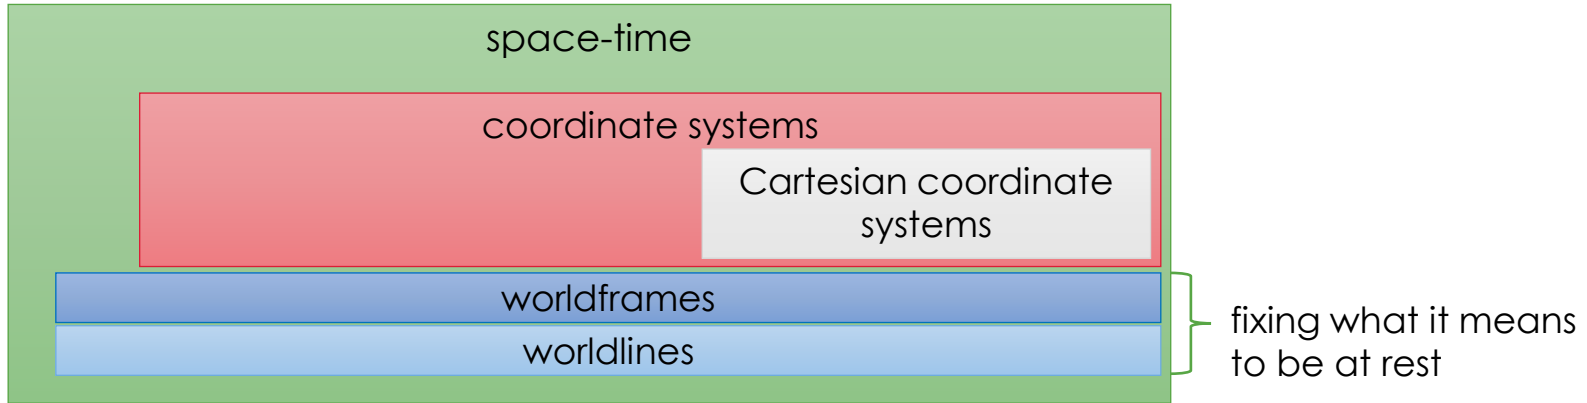 space-time
coordinate systems
Cartesian coordinate
systems
worldframes
worldlines
fixing what it means
to be at rest